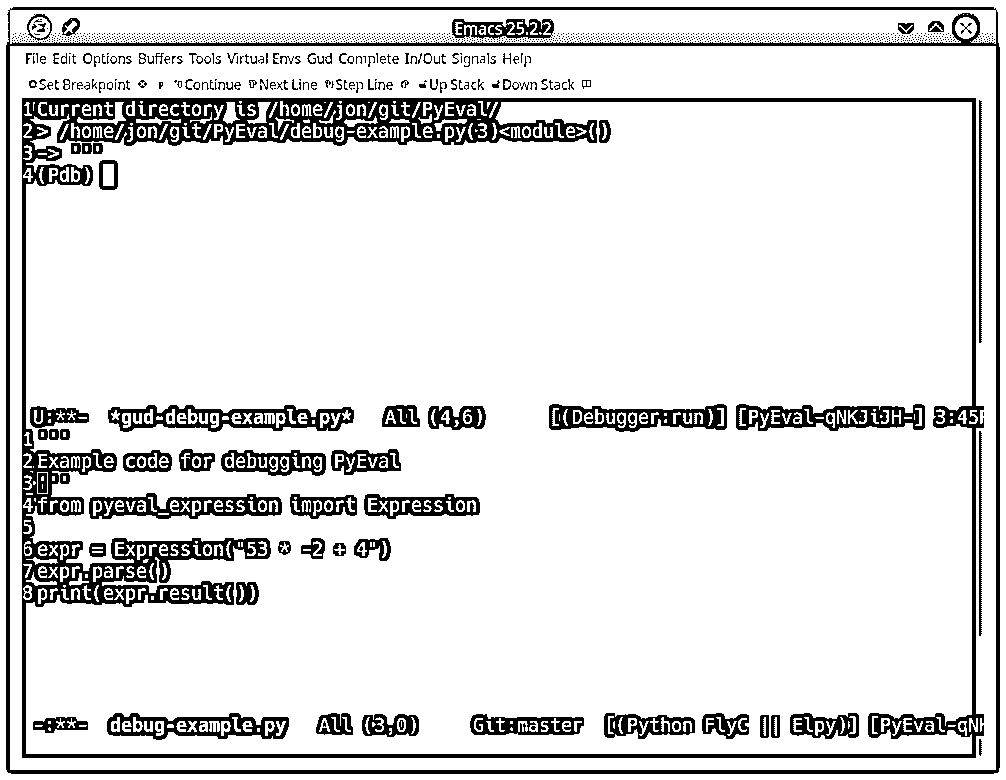 Emacs 25.2.2
File Edit Options Buffers Tools Virtual Envs Gud Complete In/Out Signals Help
Set Breakpoint Continue Next Line Step Line Up Stack Down Stack
1 Current directory is /home/jon/git/PyEval/
2 > /home/jon/git/PyEval/debug-example.py(3)<module>()
3 -> """
4 (Pdb)
U:**- *gud-debug-example.py* All (4,6) [(Debugger:run)] [PyEval-qNKJiJH-] 3:45
1 """
2 Example code for debugging PyEval
3 """
4 from pyeval_expression import Expression
5
6 expr = Expression("53 * -2 + 4")
7 expr.parse()
8 print(expr.result())
-:**- debug-example.py All (3,0) Git:master [(Python FlyC || Elpy)] [PyEval-qN